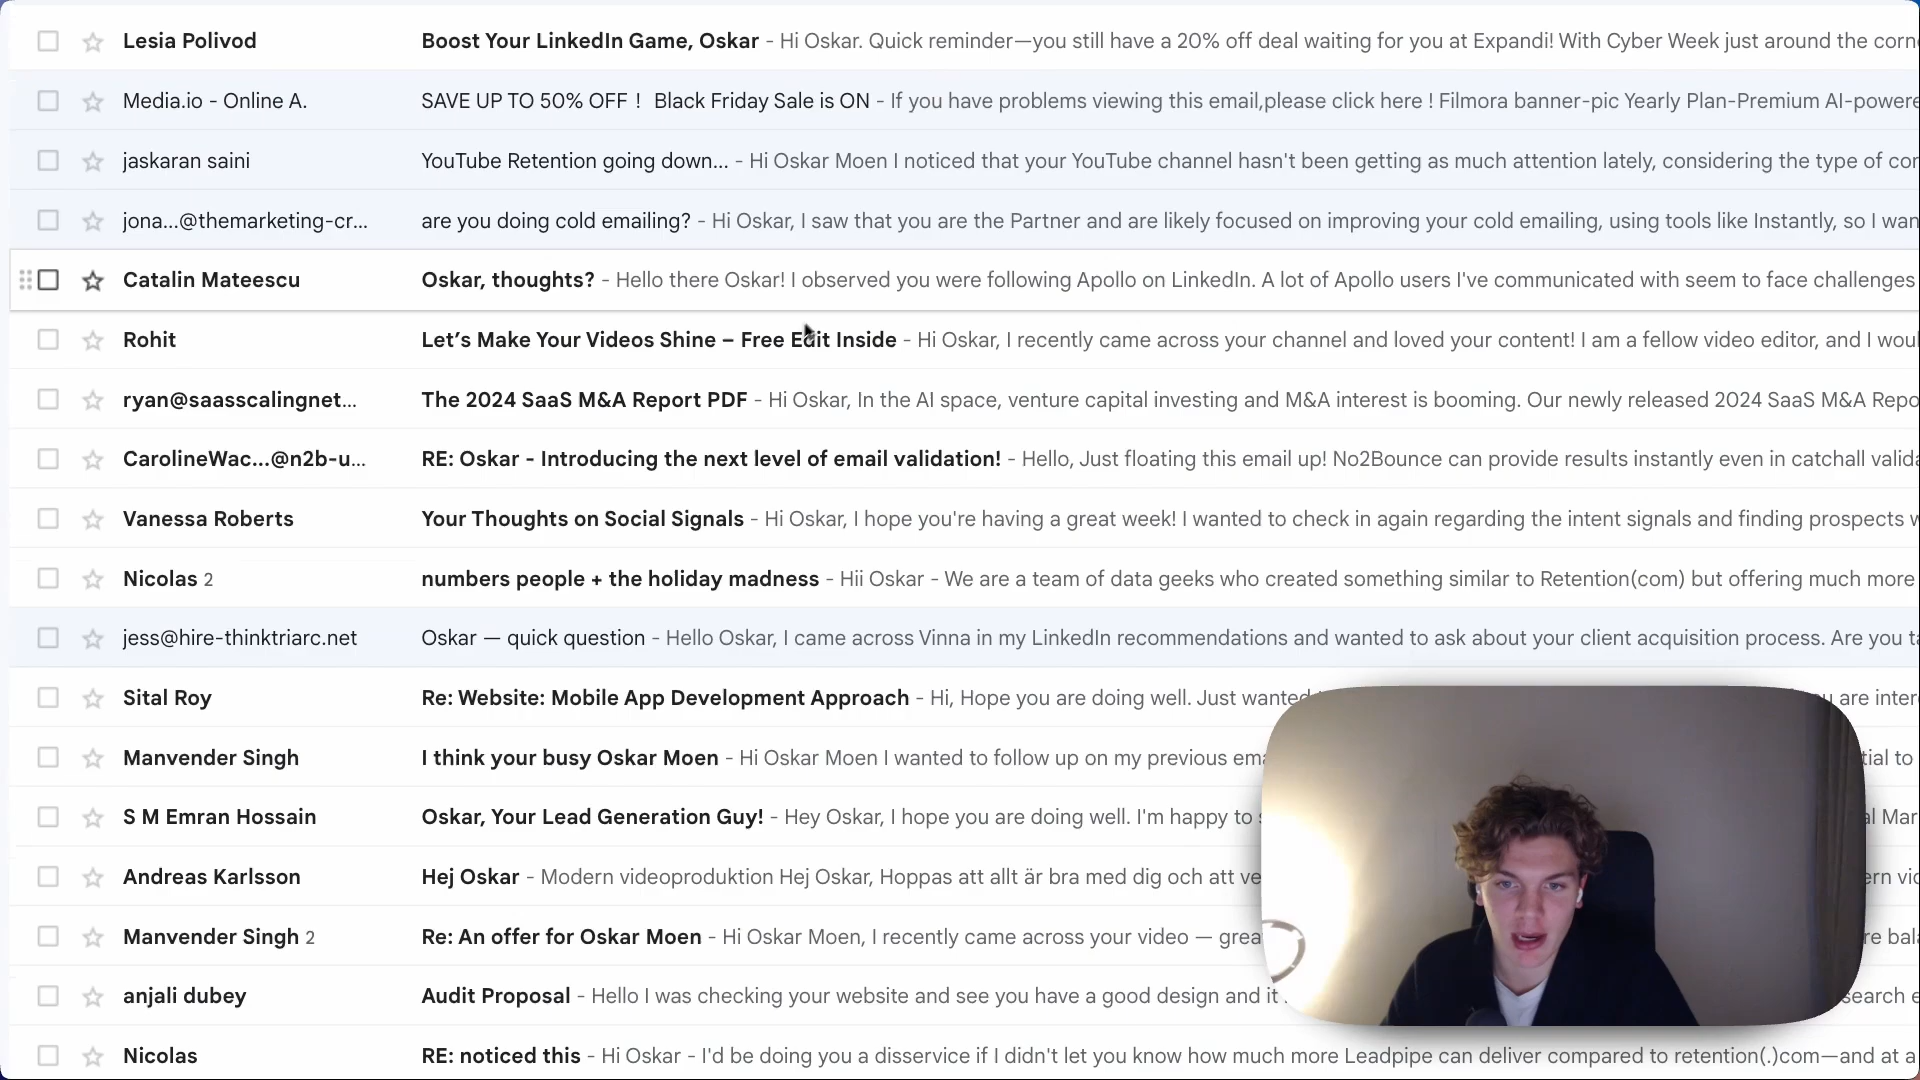 Lesia Polivod Boost Your LinkedIn Game, Oskar - Hi Oskar. Quick reminder—you still have a 20% off deal waiting for you at Expandi! With Cyber Week just around the corn
Media.io - Online A. SAVE UP TO 50% OFF！ Black Friday Sale is ON - If you have problems viewing this email,please click here ! Filmora banner-pic Yearly Plan-Premium AI-powere
jaskaran saini YouTube Retention going down... - Hi Oskar Moen I noticed that your YouTube channel hasn't been getting as much attention lately, considering the type of cor
jona...@themarketing-cr... are you doing cold emailing? - Hi Oskar, I saw that you are the Partner and are likely focused on improving your cold emailing, using tools like Instantly, so I wan
Catalin Mateescu Oskar, thoughts? - Hello there Oskar! I observed you were following Apollo on LinkedIn. A lot of Apollo users I've communicated with seem to face challenges
Rohit Let’s Make Your Videos Shine – Free Edit Inside - Hi Oskar, I recently came across your channel and loved your content! I am a fellow video editor, and I woul
ryan@saasscalingnet... The 2024 SaaS M&A Report PDF - Hi Oskar, In the AI space, venture capital investing and M&A interest is booming. Our newly released 2024 SaaS M&A Repo
CarolineWac...@n2b-u... RE: Oskar - Introducing the next level of email validation! - Hello, Just floating this email up! No2Bounce can provide results instantly even in catchall valida
Vanessa Roberts Your Thoughts on Social Signals - Hi Oskar, I hope you're having a great week! I wanted to check in again regarding the intent signals and finding prospects w
Nicolas 2 numbers people + the holiday madness - Hii Oskar - We are a team of data geeks who created something similar to Retention(com) but offering much more
jess@hire-thinktriarc.net Oskar — quick question - Hello Oskar, I came across Vinna in my LinkedIn recommendations and wanted to ask about your client acquisition process. Are you ta
Sital Roy Re: Website: Mobile App Development Approach - Hi, Hope you are doing well. Just wanted you are inter
Manvender Singh I think your busy Oskar Moen - Hi Oskar Moen I wanted to follow up on my previous ema tial to
S M Emran Hossain Oskar, Your Lead Generation Guy! - Hey Oskar, I hope you are doing well. I'm happy to s al Mar
Andreas Karlsson Hej Oskar - Modern videoproduktion Hej Oskar, Hoppas att allt är bra med dig och att ve ern vid
Manvender Singh 2 Re: An offer for Oskar Moen - Hi Oskar Moen, I recently came across your video — grea re bala
anjali dubey Audit Proposal - Hello I was checking your website and see you have a good design and it search e
Nicolas RE: noticed this - Hi Oskar - I'd be doing you a disservice if I didn't let you know how much more Leadpipe can deliver compared to retention(.)com—and at a